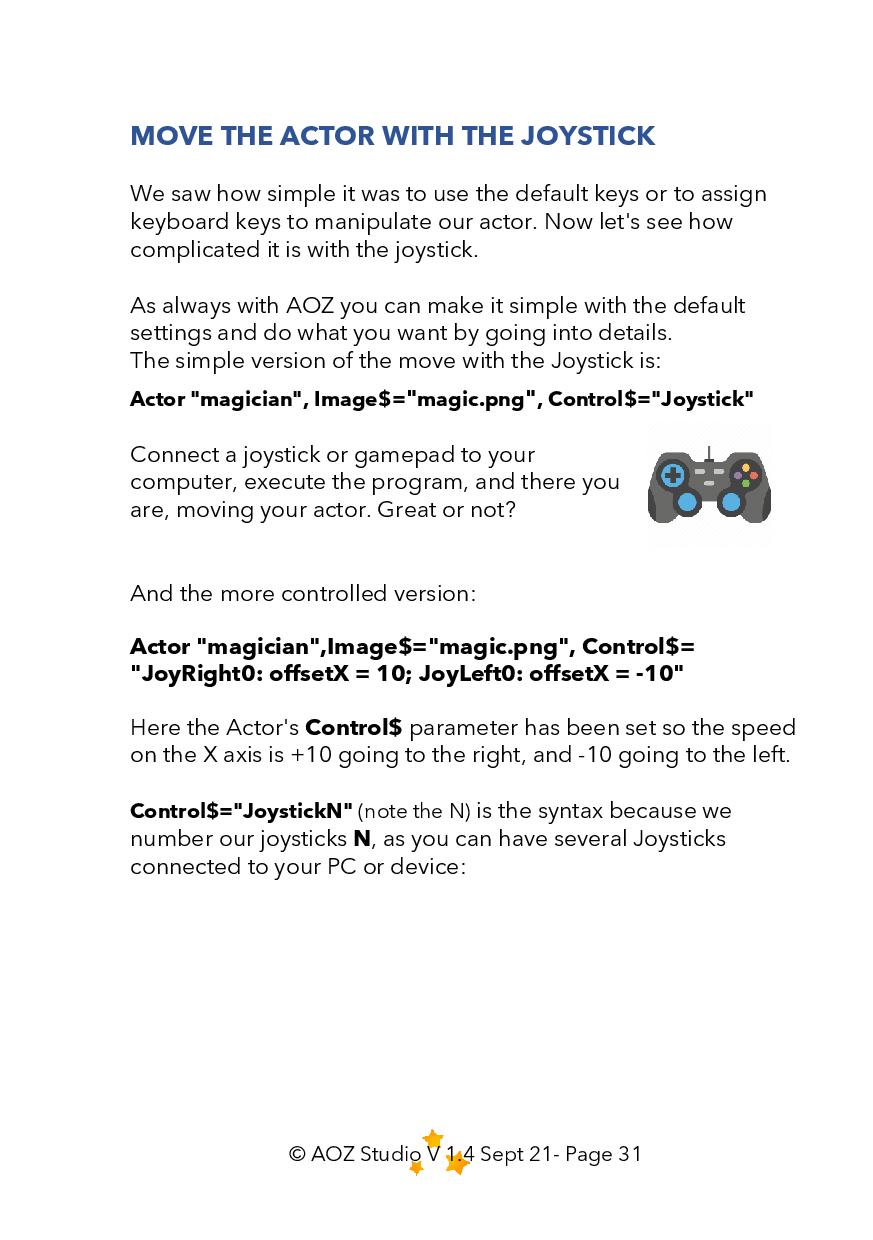 MOVE THE ACTOR WITH THE JOYSTICK
We saw how simple it was to use the default keys or to assign
keyboard keys to manipulate our actor. Now let's see how
complicated it is with the joystick.
As always with AOZ you can make it simple with the default
settings and do what you want by going into details.
The simple version of the move with the Joystick is:
Actor "magician", Image$="magic.png", Control$="Joystick"
Connect a joystick or gamepad to your
computer, execute the program, and there you
are, moving your actor. Great or not?
And the more controlled version:
Actor "magician",Image$="magic.png", Control$=
"JoyRight0: offsetX = 10; JoyLeft0: offsetX = -10"
Here the Actor's Control$ parameter has been set so the speed
on the X axis is +10 going to the right, and -10 going to the left.
Control$="JoystickN" (note the N) is the syntax because we
number our joysticks N, as you can have several Joysticks
connected to your PC or device:
© AOZ Studio V 1.4 Sept 21- Page 31